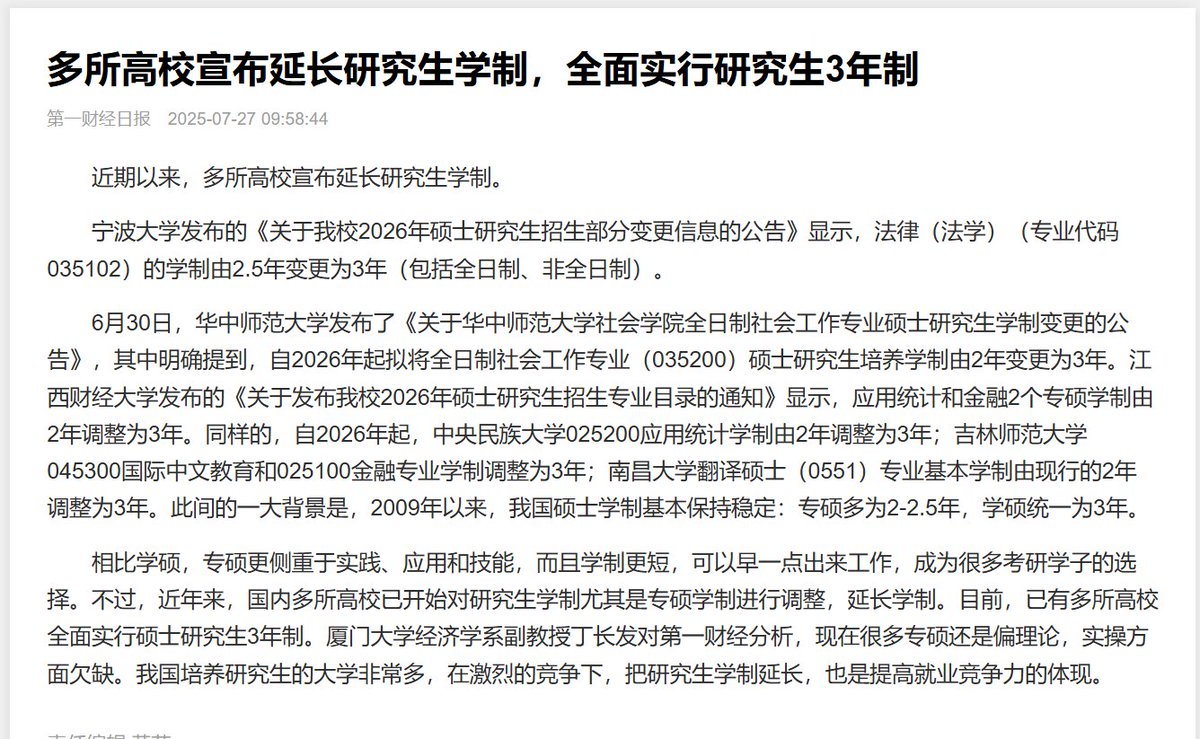 多所高校宣布延长研究生学制，全面实行研究生3年制
第一财经日报 2025-07-27 09:58:44
近期以来，多所高校宣布延长研究生学制。
宁波大学发布的《关于我校2026年硕士研究生招生部分变更信息的公告》显示，法律（法学）（专业代码
035102）的学制由2.5年变更为3年（包括全日制、非全日制）。
6月30日，华中师范大学发布了《关于华中师范大学社会学院全日制社会工作专业硕士研究生学制变更的公
告》，其中明确提到，自2026年起拟将全日制社会工作专业（035200）硕士研究生培养学制由2年变更为3年。江
西财经大学发布的《关于发布我校2026年硕士研究生招生专业目录的通知》显示，应用统计和金融2个专硕学制由
2年调整为3年。同样的，自2026年起，中央民族大学025200应用统计学制由2年调整为3年；吉林师范大学
045300国际中文教育和025100金融专业学制调整为3年；南昌大学翻译硕士（0551）专业基本学制由现行的2年
调整为3年。此间的一大背景是，2009年以来，我国硕士学制基本保持稳定：专硕多为2-2.5年，学硕统一为3年。
相比学硕，专硕更侧重于实践、应用和技能，而且学制更短，可以早一点出来工作，成为很多考研学子的选
择。不过，近年来，国内多所高校已开始对研究生学制尤其是专硕学制进行调整，延长学制。目前，已有多所高校
全面实行硕士研究生3年制。厦门大学经济学系副教授丁长发对第一财经分析，现在很多专硕还是偏理论，实操方
面欠缺。我国培养研究生的大学非常多，在激烈的竞争下，把研究生学制延长，也是提高就业竞争力的体现。